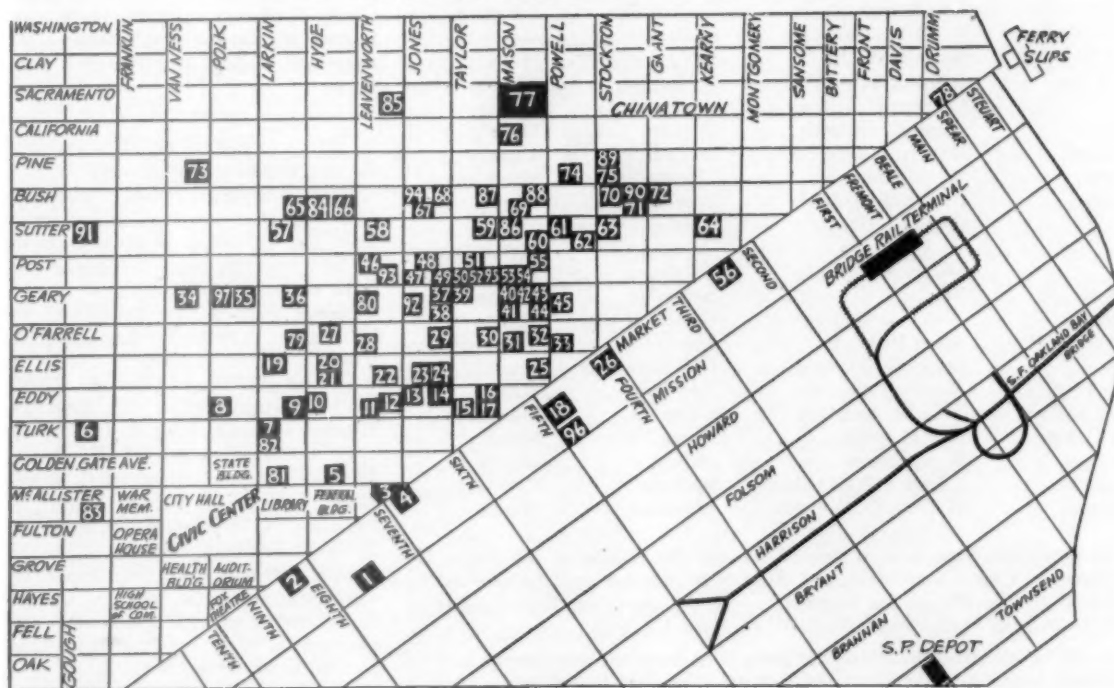 WASHINGTON
FRANKLIN
VAN NESS
POLK
LARKIN
HYDE
LEAVENWORTH
JONES
TAYLOR
MASON
POWELL
STOCKTON
GRANT
KEARNY
MONTGOMERY
SANSOME
BATTERY
FRONT
DAVIS
DRUMM
FERRY
SLIPS
CLAY
SACRAMENTO
85
77
CHINATOWN
78
STEUART
SPEAR
MAIN
BEALE
FREMONT
FIRST
CALIFORNIA
76
PINE
73
74
89
75
BUSH
65
84
66
94
68
67
87
88
69
70
90
71
72
BRIDGE RAIL TERMINAL
SUTTER
91
57
58
59
86
60
61
62
63
64
POST
46
93
48
47
49
51
50
52
95
53
54
55
56
SECOND
GEARY
34
97
35
36
80
92
37
38
39
40
42
43
41
44
45
THIRD
O'FARRELL
79
27
28
29
30
31
32
33
26
MARKET
FOURTH
MISSION
S.F. OAKLAND BAY
BRIDGE
ELLIS
19
20
21
22
23
24
25
EDDY
8
9
10
11
12
13
14
15
16
17
18
96
FIFTH
HOWARD
TURK
6
7
82
SIXTH
FOLSOM
GOLDEN GATE AVE.
STATE
BLDG.
81
5
McALLISTER
83
WAR
MEM.
CITY HALL
CIVIC CENTER
LIBRARY
FEDERAL
BLDG.
3
4
SEVENTH
HARRISON
FULTON
OPERA
HOUSE
GROVE
HEALTH
BLD'G.
AUDIT-
ORIUM
2
1
EIGHTH
BRYANT
HAYES
HIGH
SCHOOL
OF COM.
FOX
THEATRE
NINTH
TENTH
BRANNAN
TOWNSEND
FELL
GOUGH
OAK
S.P. DEPOT